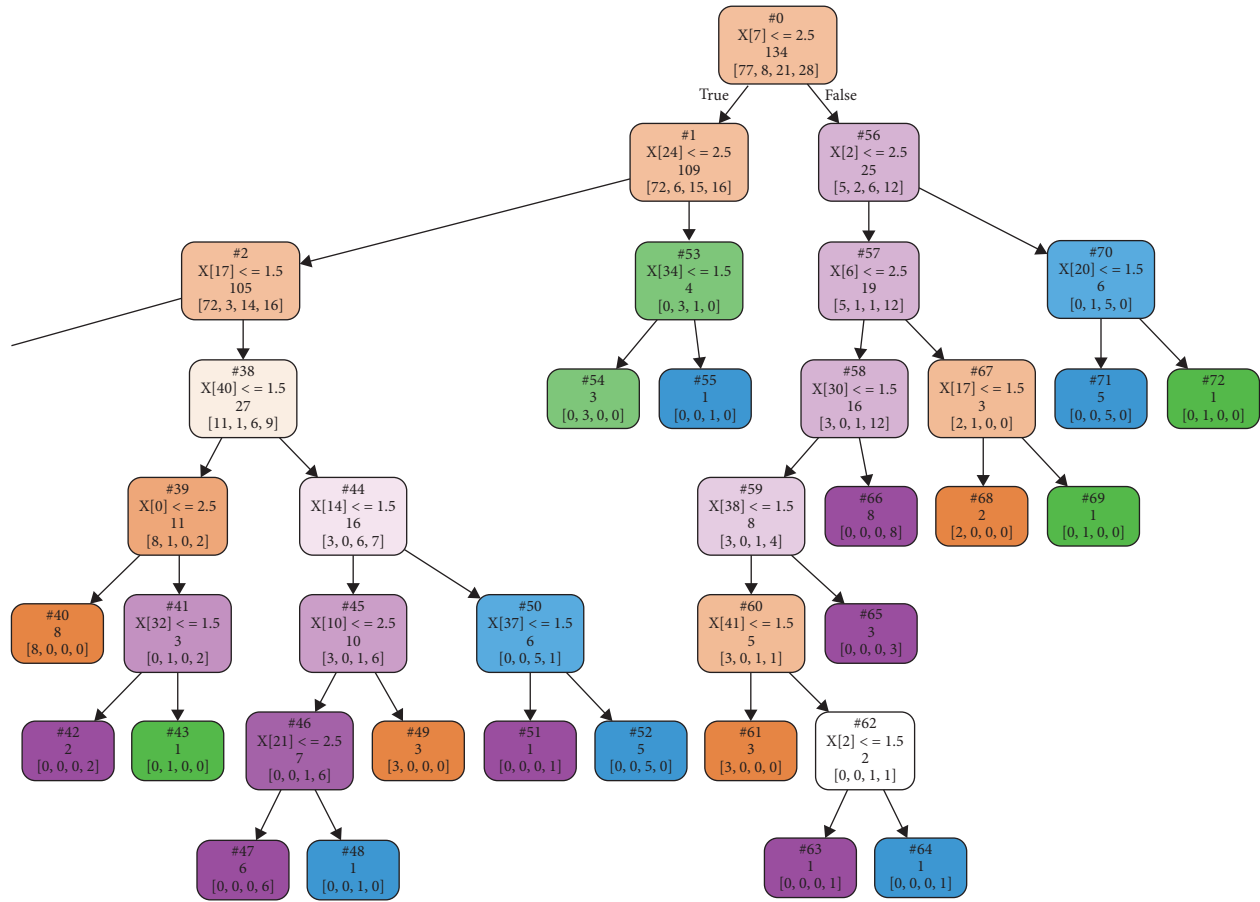 #0
X[7] < = 2.5
134
[77, 8, 21, 28]
True
False
#1
X[24] < = 2.5
109
[72, 6, 15, 16]
#56
X[2] < = 2.5
25
[5, 2, 6, 12]
#2
X[17] < = 1.5
105
[72, 3, 14, 16]
#53
X[34] < = 1.5
4
[0, 3, 1, 0]
#57
X[6] < = 2.5
19
[5, 1, 1, 12]
#70
X[20] < = 1.5
6
[0, 1, 5, 0]
#38
X[40] < = 1.5
27
[11, 1, 6, 9]
#54
3
[0, 3, 0, 0]
#55
1
[0, 0, 1, 0]
#58
X[30] < = 1.5
16
[3, 0, 1, 12]
#67
X[17] < = 1.5
3
[2, 1, 0, 0]
#71
5
[0, 0, 5, 0]
#72
1
[0, 1, 0, 0]
#39
X[0] < = 2.5
11
[8, 1, 0, 2]
#44
X[14] < = 1.5
16
[3, 0, 6, 7]
#59
X[38] < = 1.5
8
[3, 0, 1, 4]
#66
8
[0, 0, 0, 8]
#68
2
[2, 0, 0, 0]
#69
1
[0, 1, 0, 0]
#40
8
[8, 0, 0, 0]
#41
X[32] < = 1.5
3
[0, 1, 0, 2]
#45
X[10] < = 2.5
10
[3, 0, 1, 6]
#50
X[37] < = 1.5
6
[0, 0, 5, 1]
#60
X[41] < = 1.5
5
[3, 0, 1, 1]
#65
3
[0, 0, 0, 3]
#42
2
[0, 0, 0, 2]
#43
1
[0, 1, 0, 0]
#46
X[21] < = 2.5
7
[0, 0, 1, 6]
#49
3
[3, 0, 0, 0]
#51
1
[0, 0, 0, 1]
#52
5
[0, 0, 5, 0]
#61
3
[3, 0, 0, 0]
#62
X[2] < = 1.5
2
[0, 0, 1, 1]
#47
6
[0, 0, 0, 6]
#48
1
[0, 0, 1, 0]
#63
1
[0, 0, 0, 1]
#64
1
[0, 0, 0, 1]